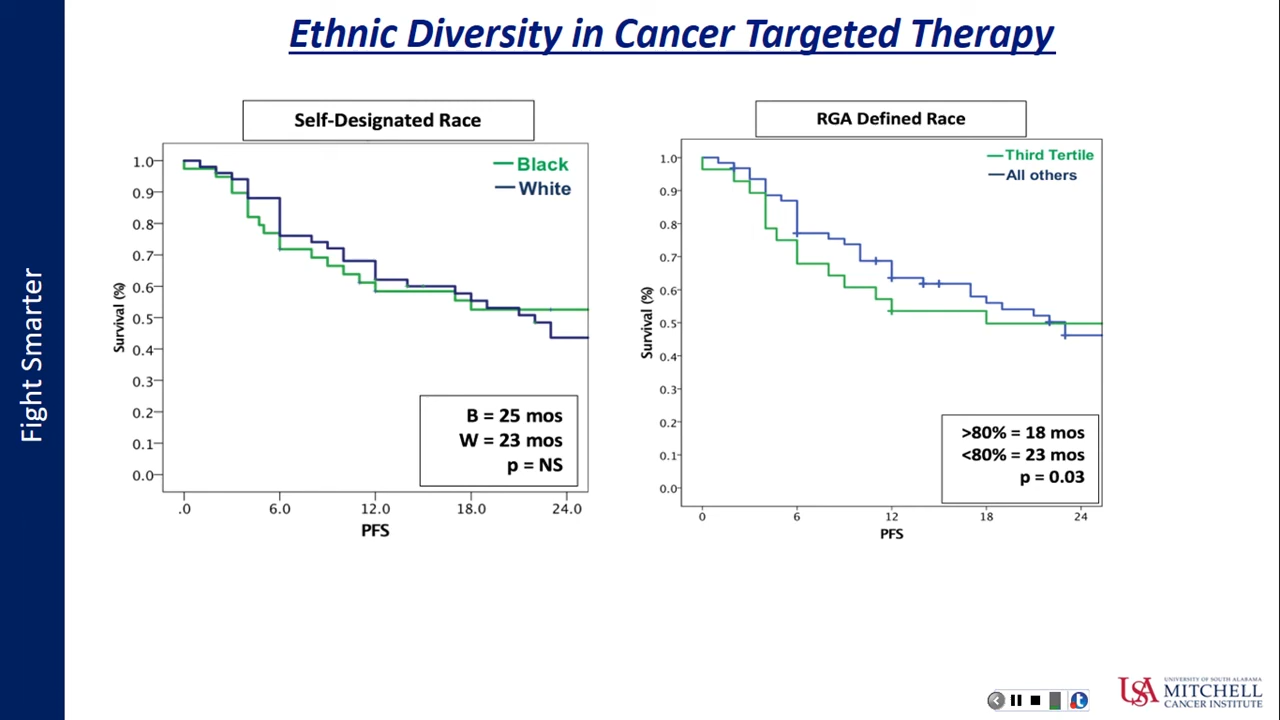 Ethnic Diversity in Cancer Targeted Therapy
Fight Smarter
Self-Designated Race
Black
White
1.0
0.9
0.8
0.7
0.6
0.5
0.4
0.3
0.2
0.1
0.0
Survival (%)
B = 25 mos
W = 23 mos
p = NS
.0 6.0 12.0 18.0 24.0
PFS
RGA Defined Race
Third Tertile
All others
1.0
0.9
0.8
0.7
0.6
0.5
0.4
0.3
0.2
0.1
0.0
Survival (%)
>80% = 18 mos
<80% = 23 mos
p = 0.03
0 6 12 18 24
PFS
USA
UNIVERSITY OF SOUTH ALABAMA
MITCHELL
CANCER INSTITUTE